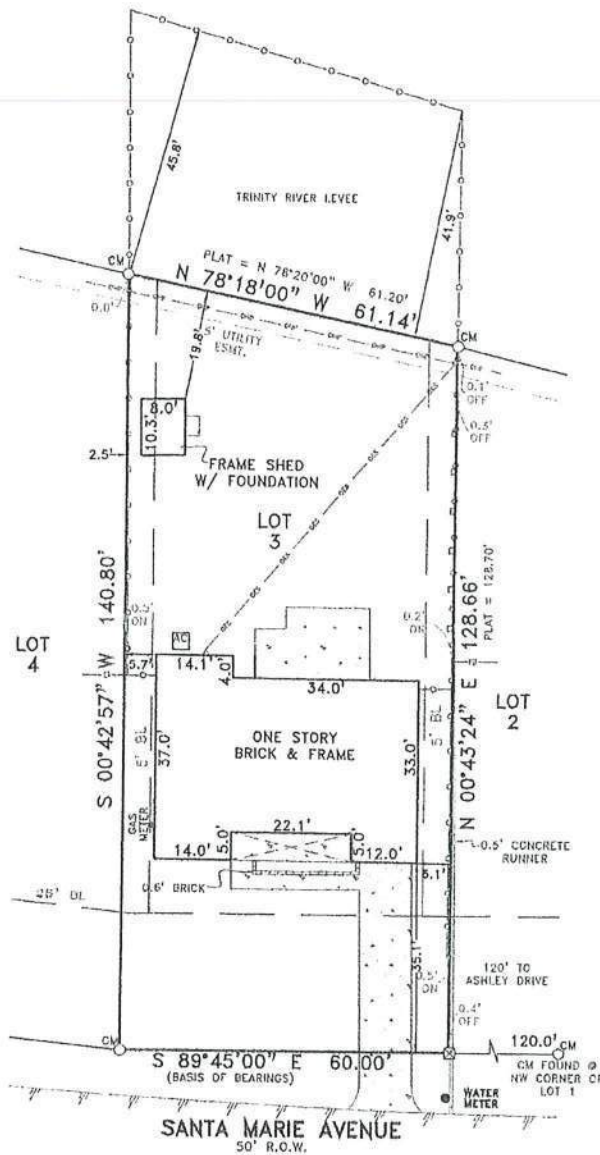 45.8'
TRINITY RIVER LEVEE
41.9'
CM
PLAT = N 78°20'00" W 61.20'
N 78°18'00" W 61.14'
CM
0.0'
5' UTILITY
ESMT.
19.8'
0.1'
OFF
0.5'
OFF
8.0'
10.3'
2.5'
FRAME SHED
W/ FOUNDATION
LOT
3
S 00°42'57" W 140.80'
N 00°43'24" E 128.66'
PLAT = 128.70'
0.5'
ON
0.2'
ON
AC
LOT
4
5.7'
14.1'
4.0'
34.0'
LOT
2
5' BL
37.0'
ONE STORY
BRICK & FRAME
33.0'
5' BL
GAS
METER
22.1'
5.0'
5.0'
14.0'
12.0'
0.5' CONCRETE
RUNNER
0.6' BRICK
5.1'
25' BL
35.1'
0.5'
ON
120' TO
ASHLEY DRIVE
0.4'
OFF
CM
S 89°45'00" E 60.00'
(BASIS OF BEARINGS)
120.0'
CM
CM FOUND @
NW CORNER OF
LOT 1
WATER
METER
SANTA MARIE AVENUE
50' R.O.W.